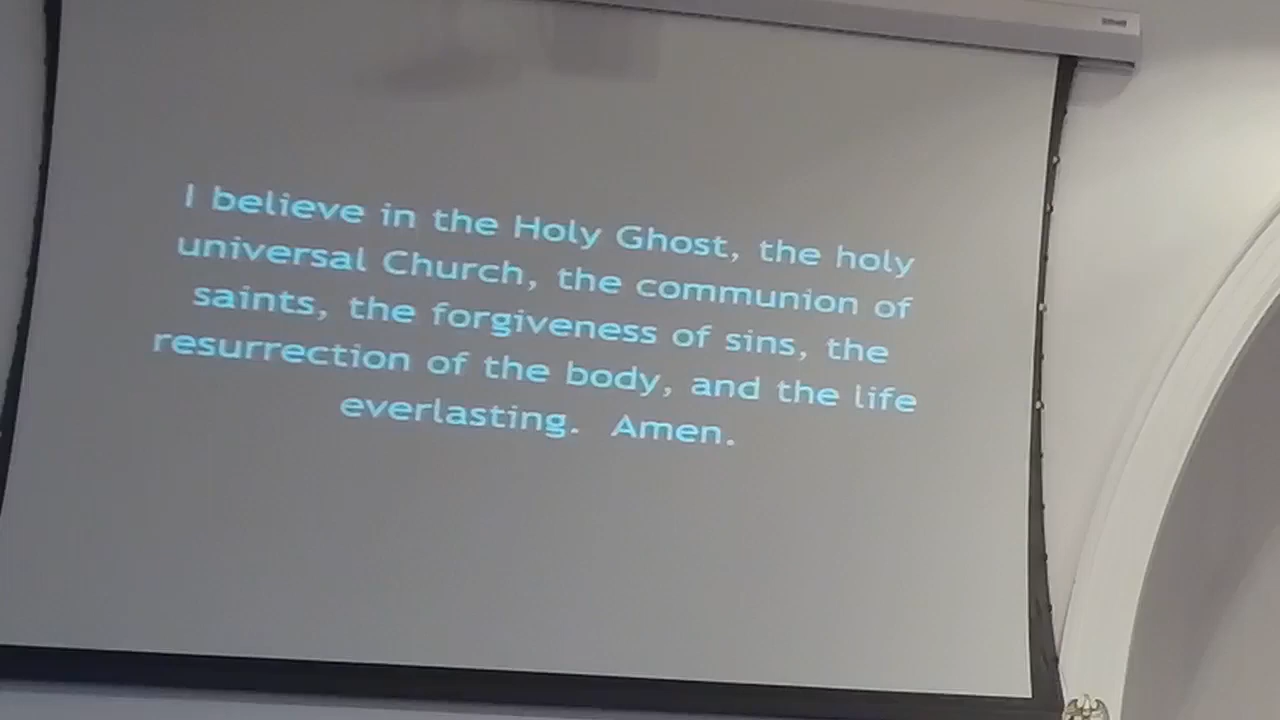 I believe in the Holy Ghost, the holy
universal Church, the communion of
saints, the forgiveness of sins, the
resurrection of the body, and the life
everlasting.  Amen.